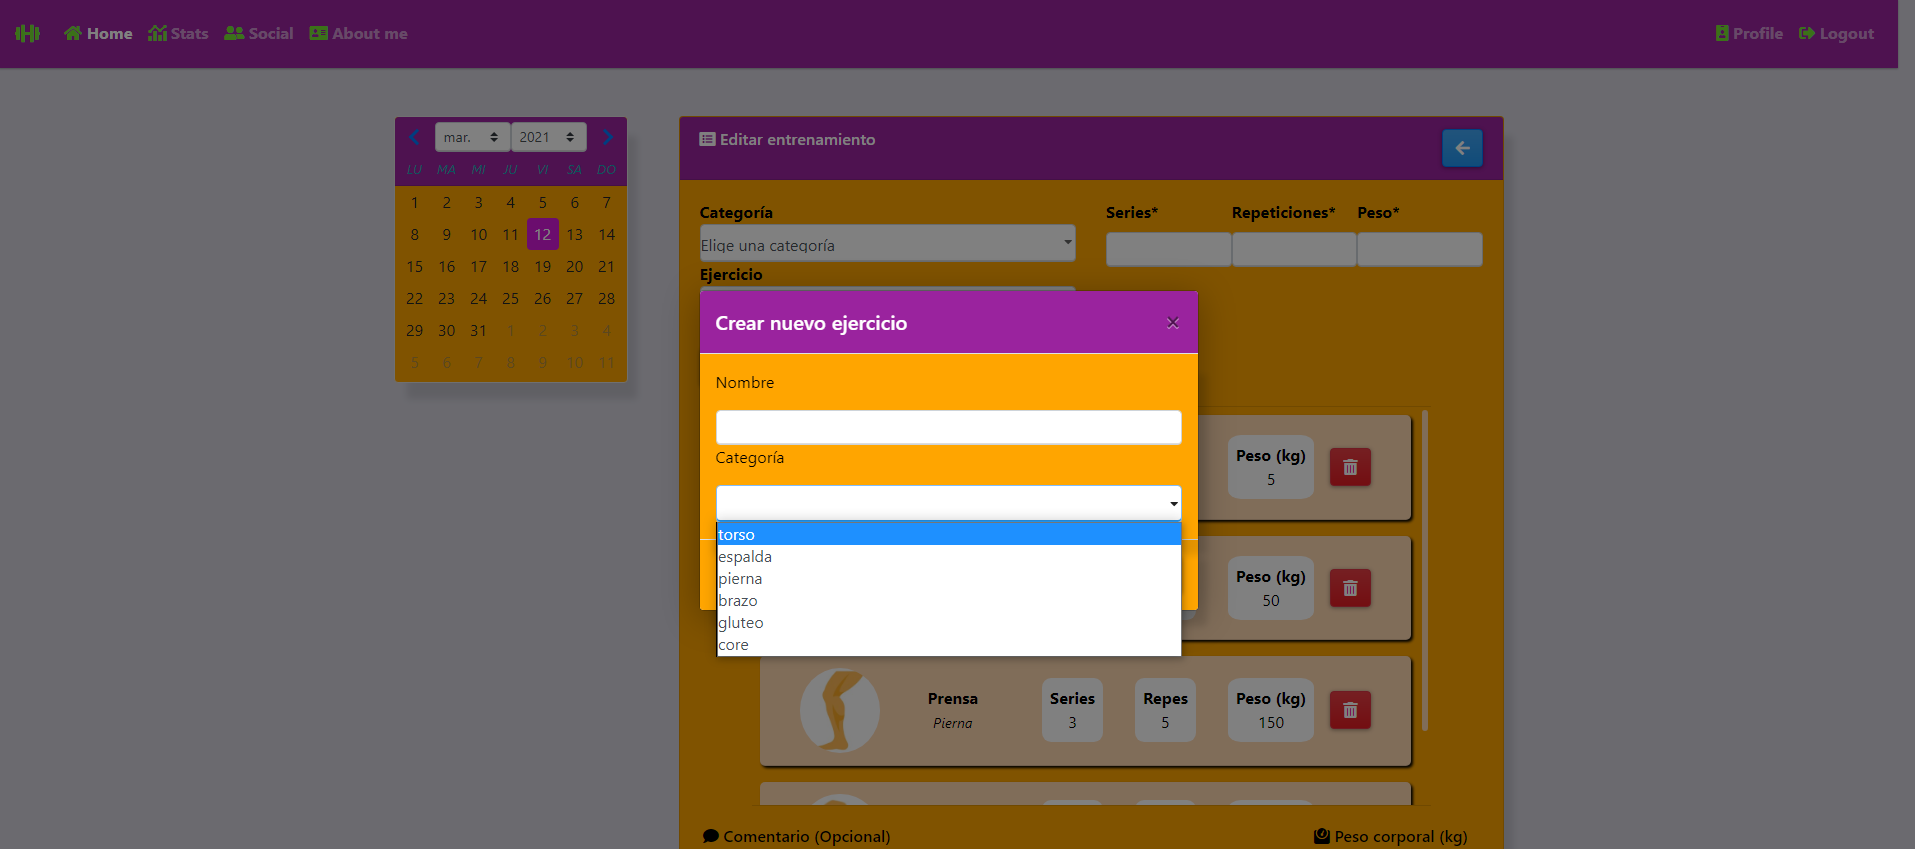 Home Stats Social About me Profile Logout
mar. 2021
LU MA MI JU VI SA DO
1 2 3 4 5 6 7
8 9 10 11 12 13 14
15 16 17 18 19 20 21
22 23 24 25 26 27 28
29 30 31 1 2 3 4
5 6 7 8 9 10 11
Editar entrenamiento
Categoría
Elige una categoría
Series* Repeticiones* Peso*
Ejercicio
Crear nuevo ejercicio ×
Nombre
Categoría
torso
espalda
pierna
brazo
gluteo
core
Peso (kg)
5
Peso (kg)
50
Prensa
Pierna
Series
3
Repes
5
Peso (kg)
150
Comentario (Opcional)
Peso corporal (kg)